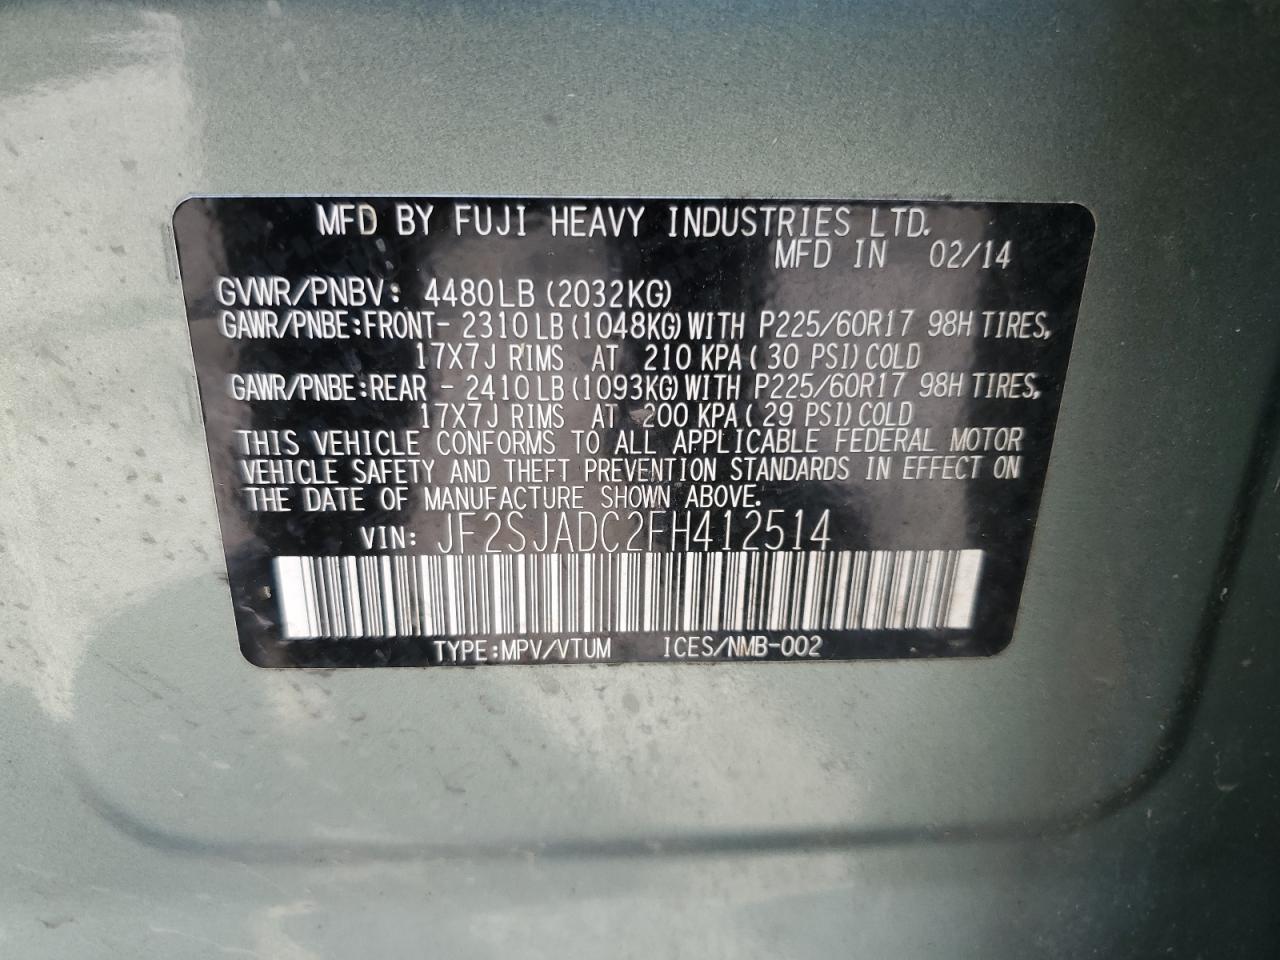 MFD BY FUJI HEAVY INDUSTRIES LTD.
MFD IN 02/14
GVWR/PNBV: 4480LB (2032KG)
GAWR/PNBE:FRONT- 2310LB (1048KG) WITH P225/60R17 98H TIRES,
17X7J RIMS AT 210 KPA ( 30 PSI) COLD
GAWR/PNBE:REAR - 2410LB (1093KG) WITH P225/60R17 98H TIRES,
17X7J RIMS AT 200 KPA ( 29 PSI) COLD
THIS VEHICLE CONFORMS TO ALL APPLICABLE FEDERAL MOTOR
VEHICLE SAFETY AND THEFT PREVENTION STANDARDS IN EFFECT ON
THE DATE OF MANUFACTURE SHOWN ABOVE.
VIN: JF2SJADC2FH412514
TYPE:MPV/VTUM ICES/NMB-002